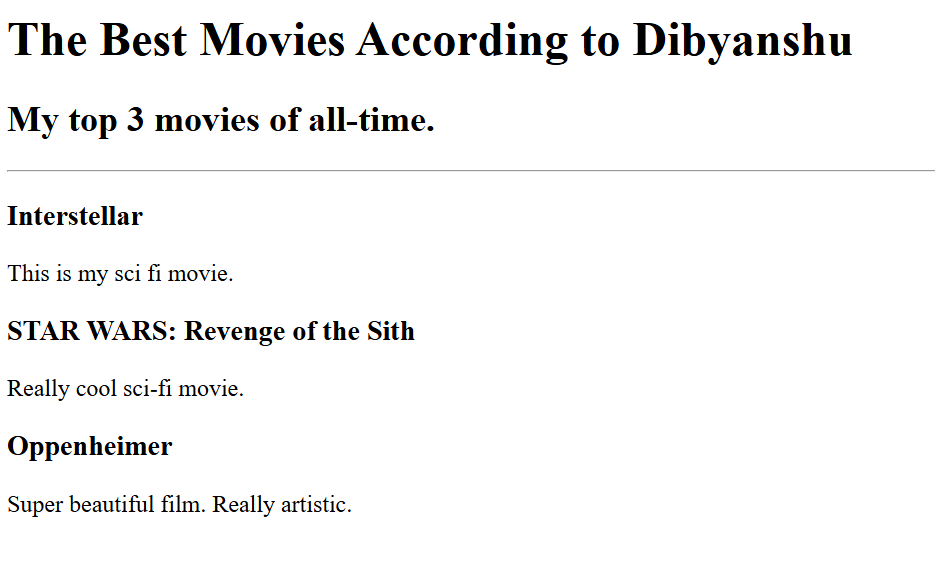 The Best Movies According to Dibyanshu
My top 3 movies of all-time.
Interstellar
This is my sci fi movie.
STAR WARS: Revenge of the Sith
Really cool sci-fi movie.
Oppenheimer
Super beautiful film. Really artistic.